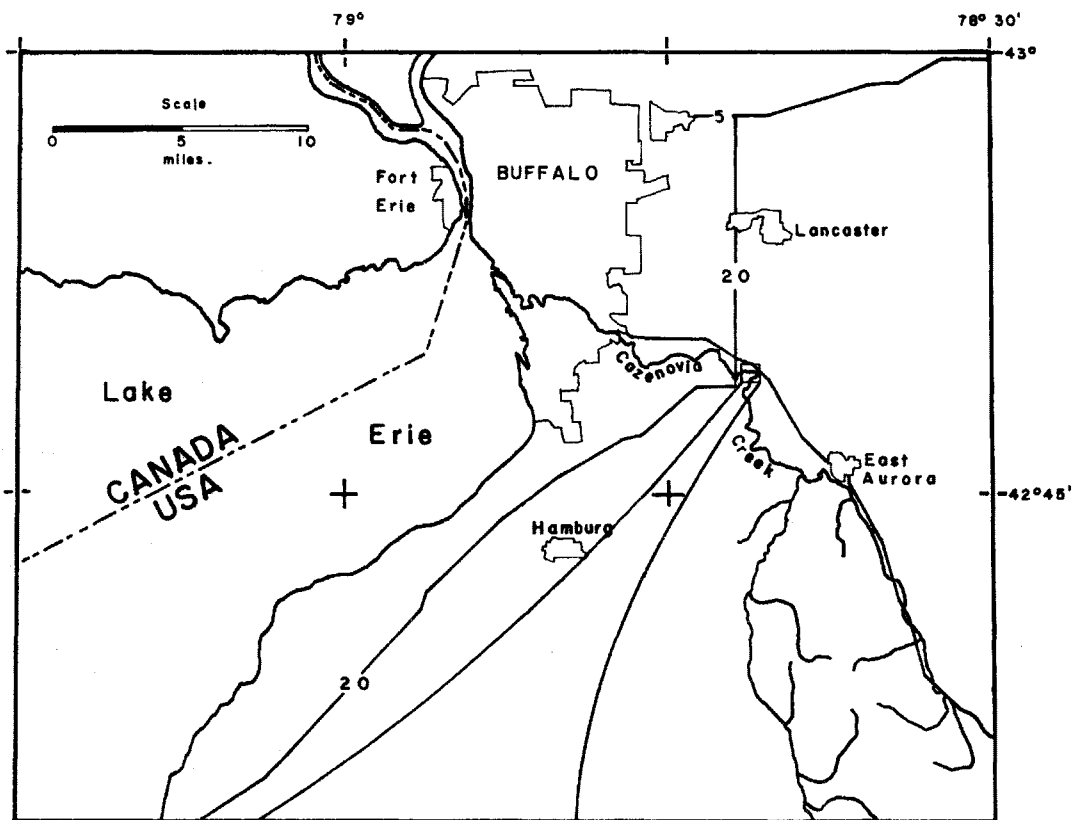 79°
78° 30'
43°
Scale
0 5 10
miles.
Fort
Erie
BUFFALO
5
Lancaster
20
Cazenovia
Creek
Lake
Erie
CANADA
USA
East
Aurora
42°45'
Hamburg
20